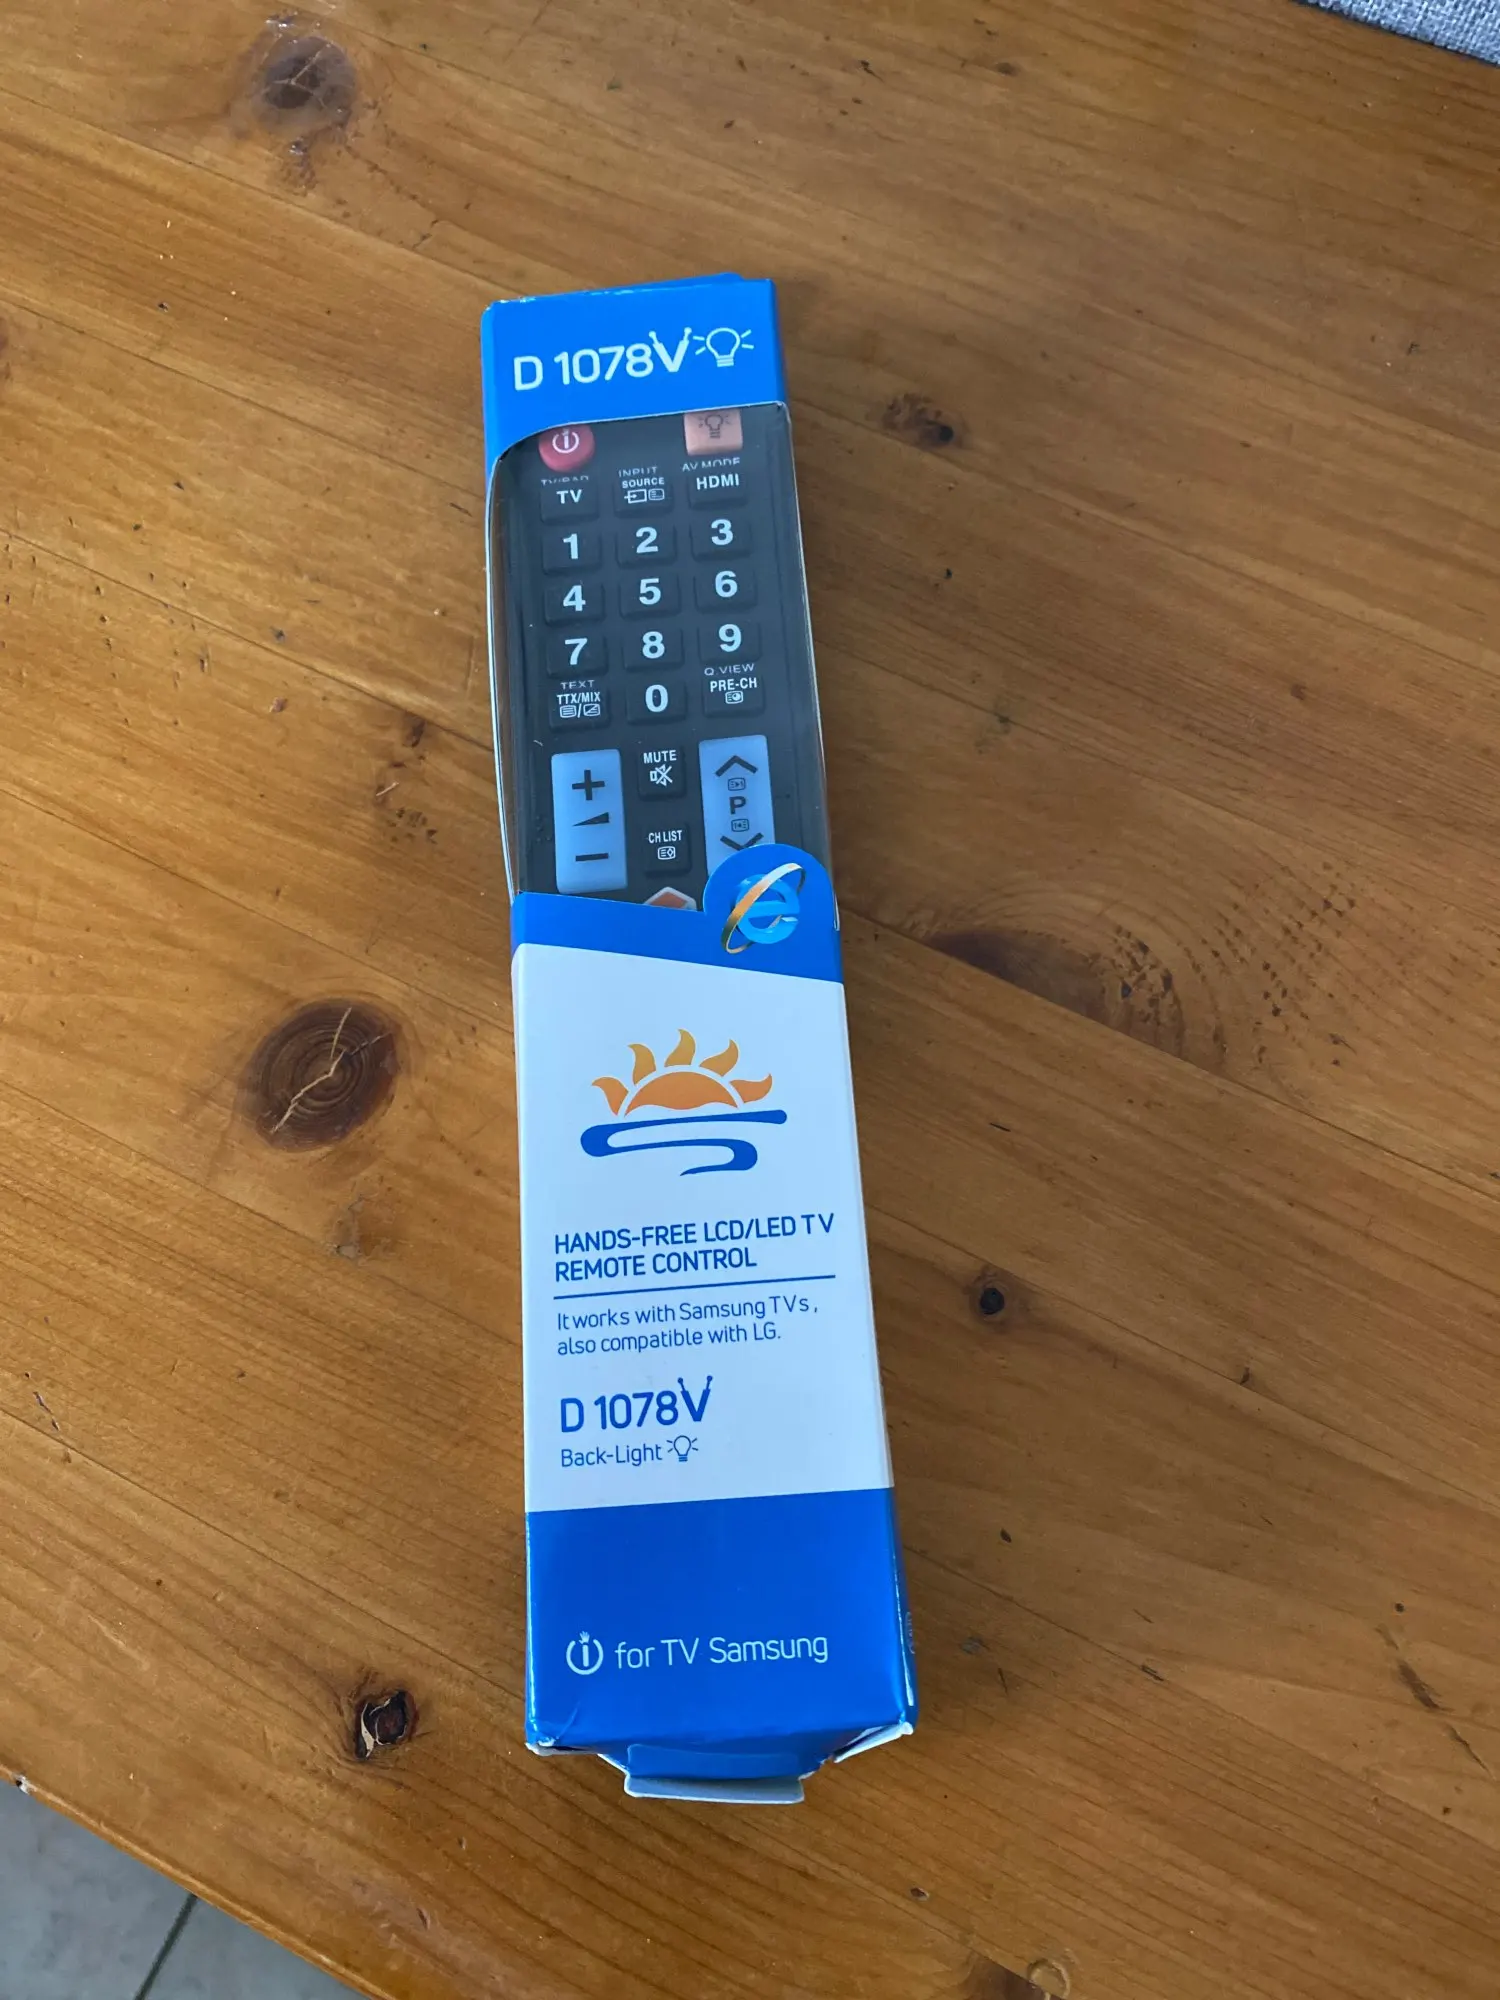 D 1078V
INPUT
AV MODE
TV
SOURCE
HDMI
1 2 3
4 5 6
7 8 9
TEXT
Q.VIEW
TTX/MIX
0
PRE-CH
MUTE
+
P
−
CH LIST
HANDS-FREE LCD/LED TV
REMOTE CONTROL
It works with Samsung TVs,
also compatible with LG.
D 1078V
Back-Light
for TV Samsung